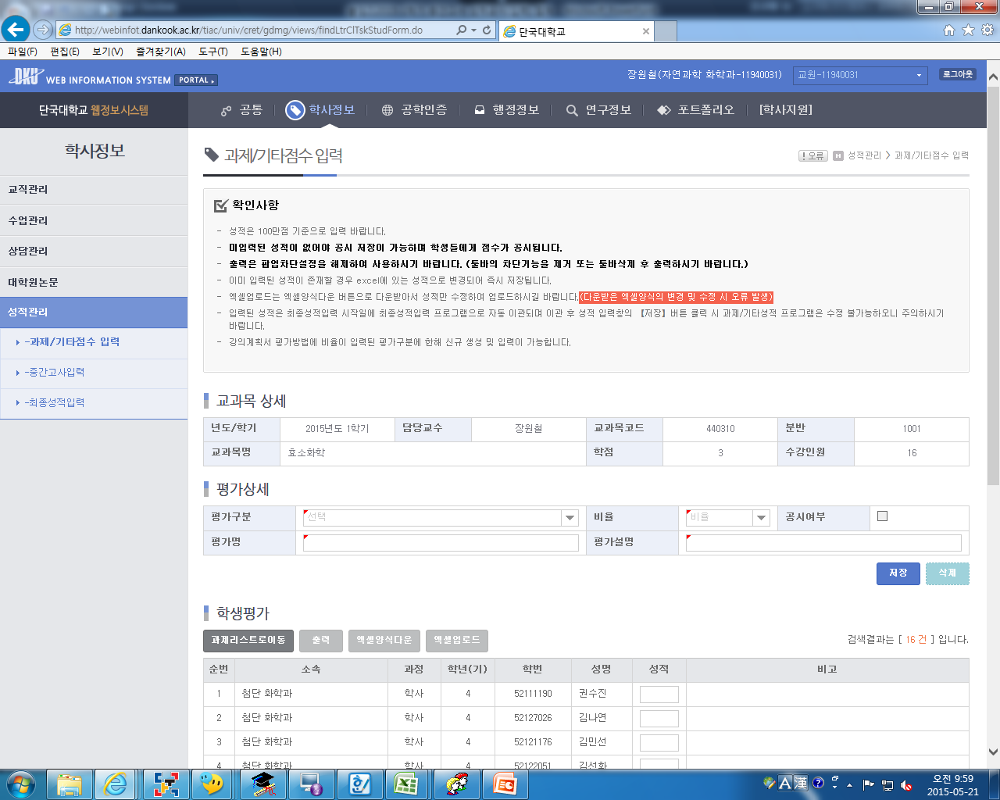 http://webinfot.dankook.ac.kr/tiac/univ/cret/gdmg/views/findLtrClTskStudForm.do
단국대학교
파일(F) 편집(E) 보기(V) 즐겨찾기(A) 도구(T) 도움말(H)
DKU WEB INFORMATION SYSTEM PORTAL
장원철(자연과학 화학과-11940031) 교원-11940031 로그아웃
단국대학교 웹정보시스템
공통 학사정보 공학인증 행정정보 연구정보 포트폴리오 [학사지원]
학사정보
교직관리
수업관리
상담관리
대학원논문
성적관리
-과제/기타점수 입력
-중간고사입력
-최종성적입력
과제/기타점수 입력
! 오류 H 성적관리 > 과제/기타점수 입력
확인사항
- 성적은 100만점 기준으로 입력 바랍니다.
- 미입력된 성적이 없어야 공시 저장이 가능하며 학생들에게 점수가 공시됩니다.
- 출력은 팝업차단설정을 해제하여 사용하시기 바랍니다. (툴바의 차단기능을 제거 또는 툴바삭제 후 출력하시기 바랍니다.)
- 이미 입력된 성적이 존재할 경우 excel에 있는 성적으로 변경되어 즉시 저장됩니다.
- 엑셀업로드는 엑셀양식다운 버튼으로 다운받아서 성적만 수정하여 업로드하시길 바랍니다.(다운받은 엑셀양식의 변경 및 수정 시 오류 발생)
- 입력된 성적은 최종성적입력 시작일에 최종성적입력 프로그램으로 자동 이관되며 이관 후 성적 입력창의 【저장】버튼 클릭 시 과제/기타성적 프로그램은 수정 불가능하오니 주의하시기
바랍니다.
- 강의계획서 평가방법에 비율이 입력된 평가구분에 한해 신규 생성 및 입력이 가능합니다.
교과목 상세
년도/학기 2015년도 1학기 담당교수 장원철 교과목코드 440310 분반 1001
교과목명 효소화학 학점 3 수강인원 16
평가상세
평가구분 선택 비율 비율 공시여부
평가명 평가설명
저장 삭제
학생평가
과제리스트로이동 출력 엑셀양식다운 엑셀업로드
검색결과는 [ 16 건 ] 입니다.
순번 소속 과정 학년(기) 학번 성명 성적 비고
1 첨단 화학과 학사 4 52111190 권수진
2 첨단 화학과 학사 4 52127026 김나연
3 첨단 화학과 학사 4 52121176 김민선
4 첨단 화학과 학사 4 52122051 김선화
A 漢
오전 9:59
2015-05-21